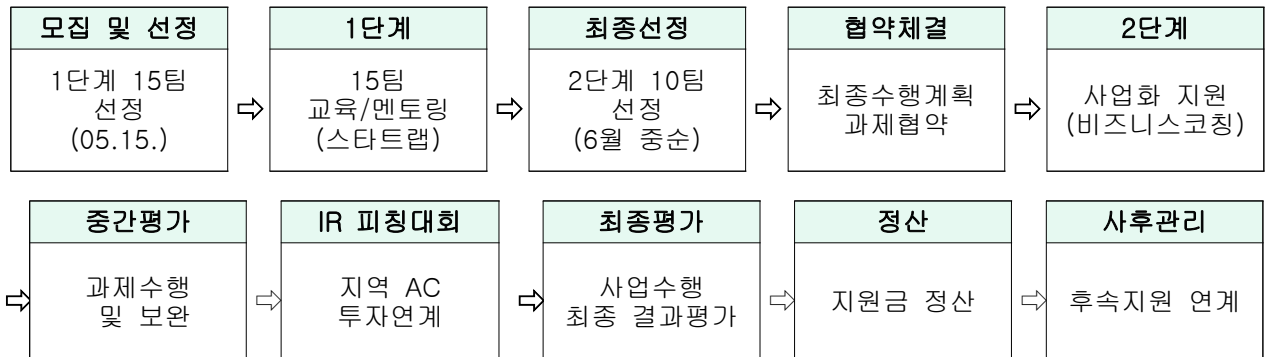 모집 및 선정
1단계 15팀
선정
(05.15.)
⇨
1단계
15팀
교육/멘토링
(스타트랩)
⇨
최종선정
2단계 10팀
선정
(6월 중순)
⇨
협약체결
최종수행계획
과제협약
⇨
2단계
사업화 지원
(비즈니스코칭)
⇨
중간평가
과제수행
및 보완
⇨
IR 피칭대회
지역 AC
투자연계
⇨
최종평가
사업수행
최종 결과평가
⇨
정산
지원금 정산
⇨
사후관리
후속지원 연계